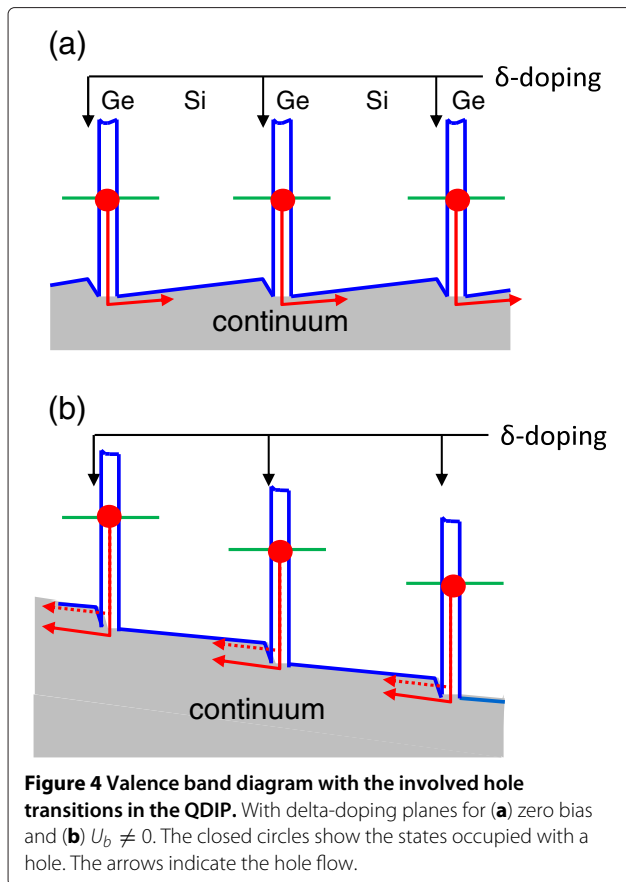 (a)
δ-doping
Ge Si Ge Si Ge
continuum
(b)
δ-doping
continuum
Figure 4 Valence band diagram with the involved hole
transitions in the QDIP. With delta-doping planes for (a) zero bias
and (b) U_b ≠ 0. The closed circles show the states occupied with a
hole. The arrows indicate the hole flow.